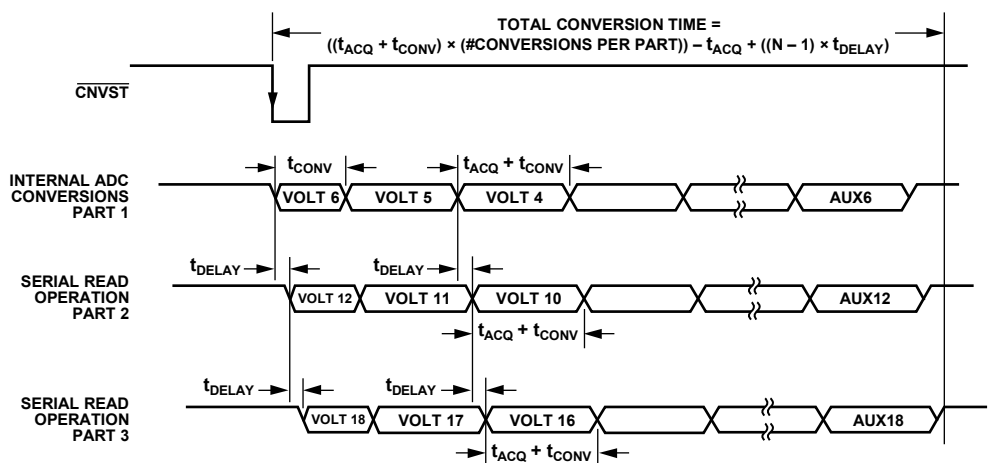 TOTAL CONVERSION TIME =
((tACQ + tCONV) × (#CONVERSIONS PER PART)) – tACQ + ((N – 1) × tDELAY)
CNVST
tCONV
tACQ + tCONV
INTERNAL ADC
CONVERSIONS
PART 1
VOLT 6
VOLT 5
VOLT 4
AUX6
tDELAY
tDELAY
SERIAL READ
OPERATION
PART 2
VOLT 12
VOLT 11
VOLT 10
AUX12
tACQ + tCONV
tDELAY
tDELAY
SERIAL READ
OPERATION
PART 3
VOLT 18
VOLT 17
VOLT 16
AUX18
tACQ + tCONV